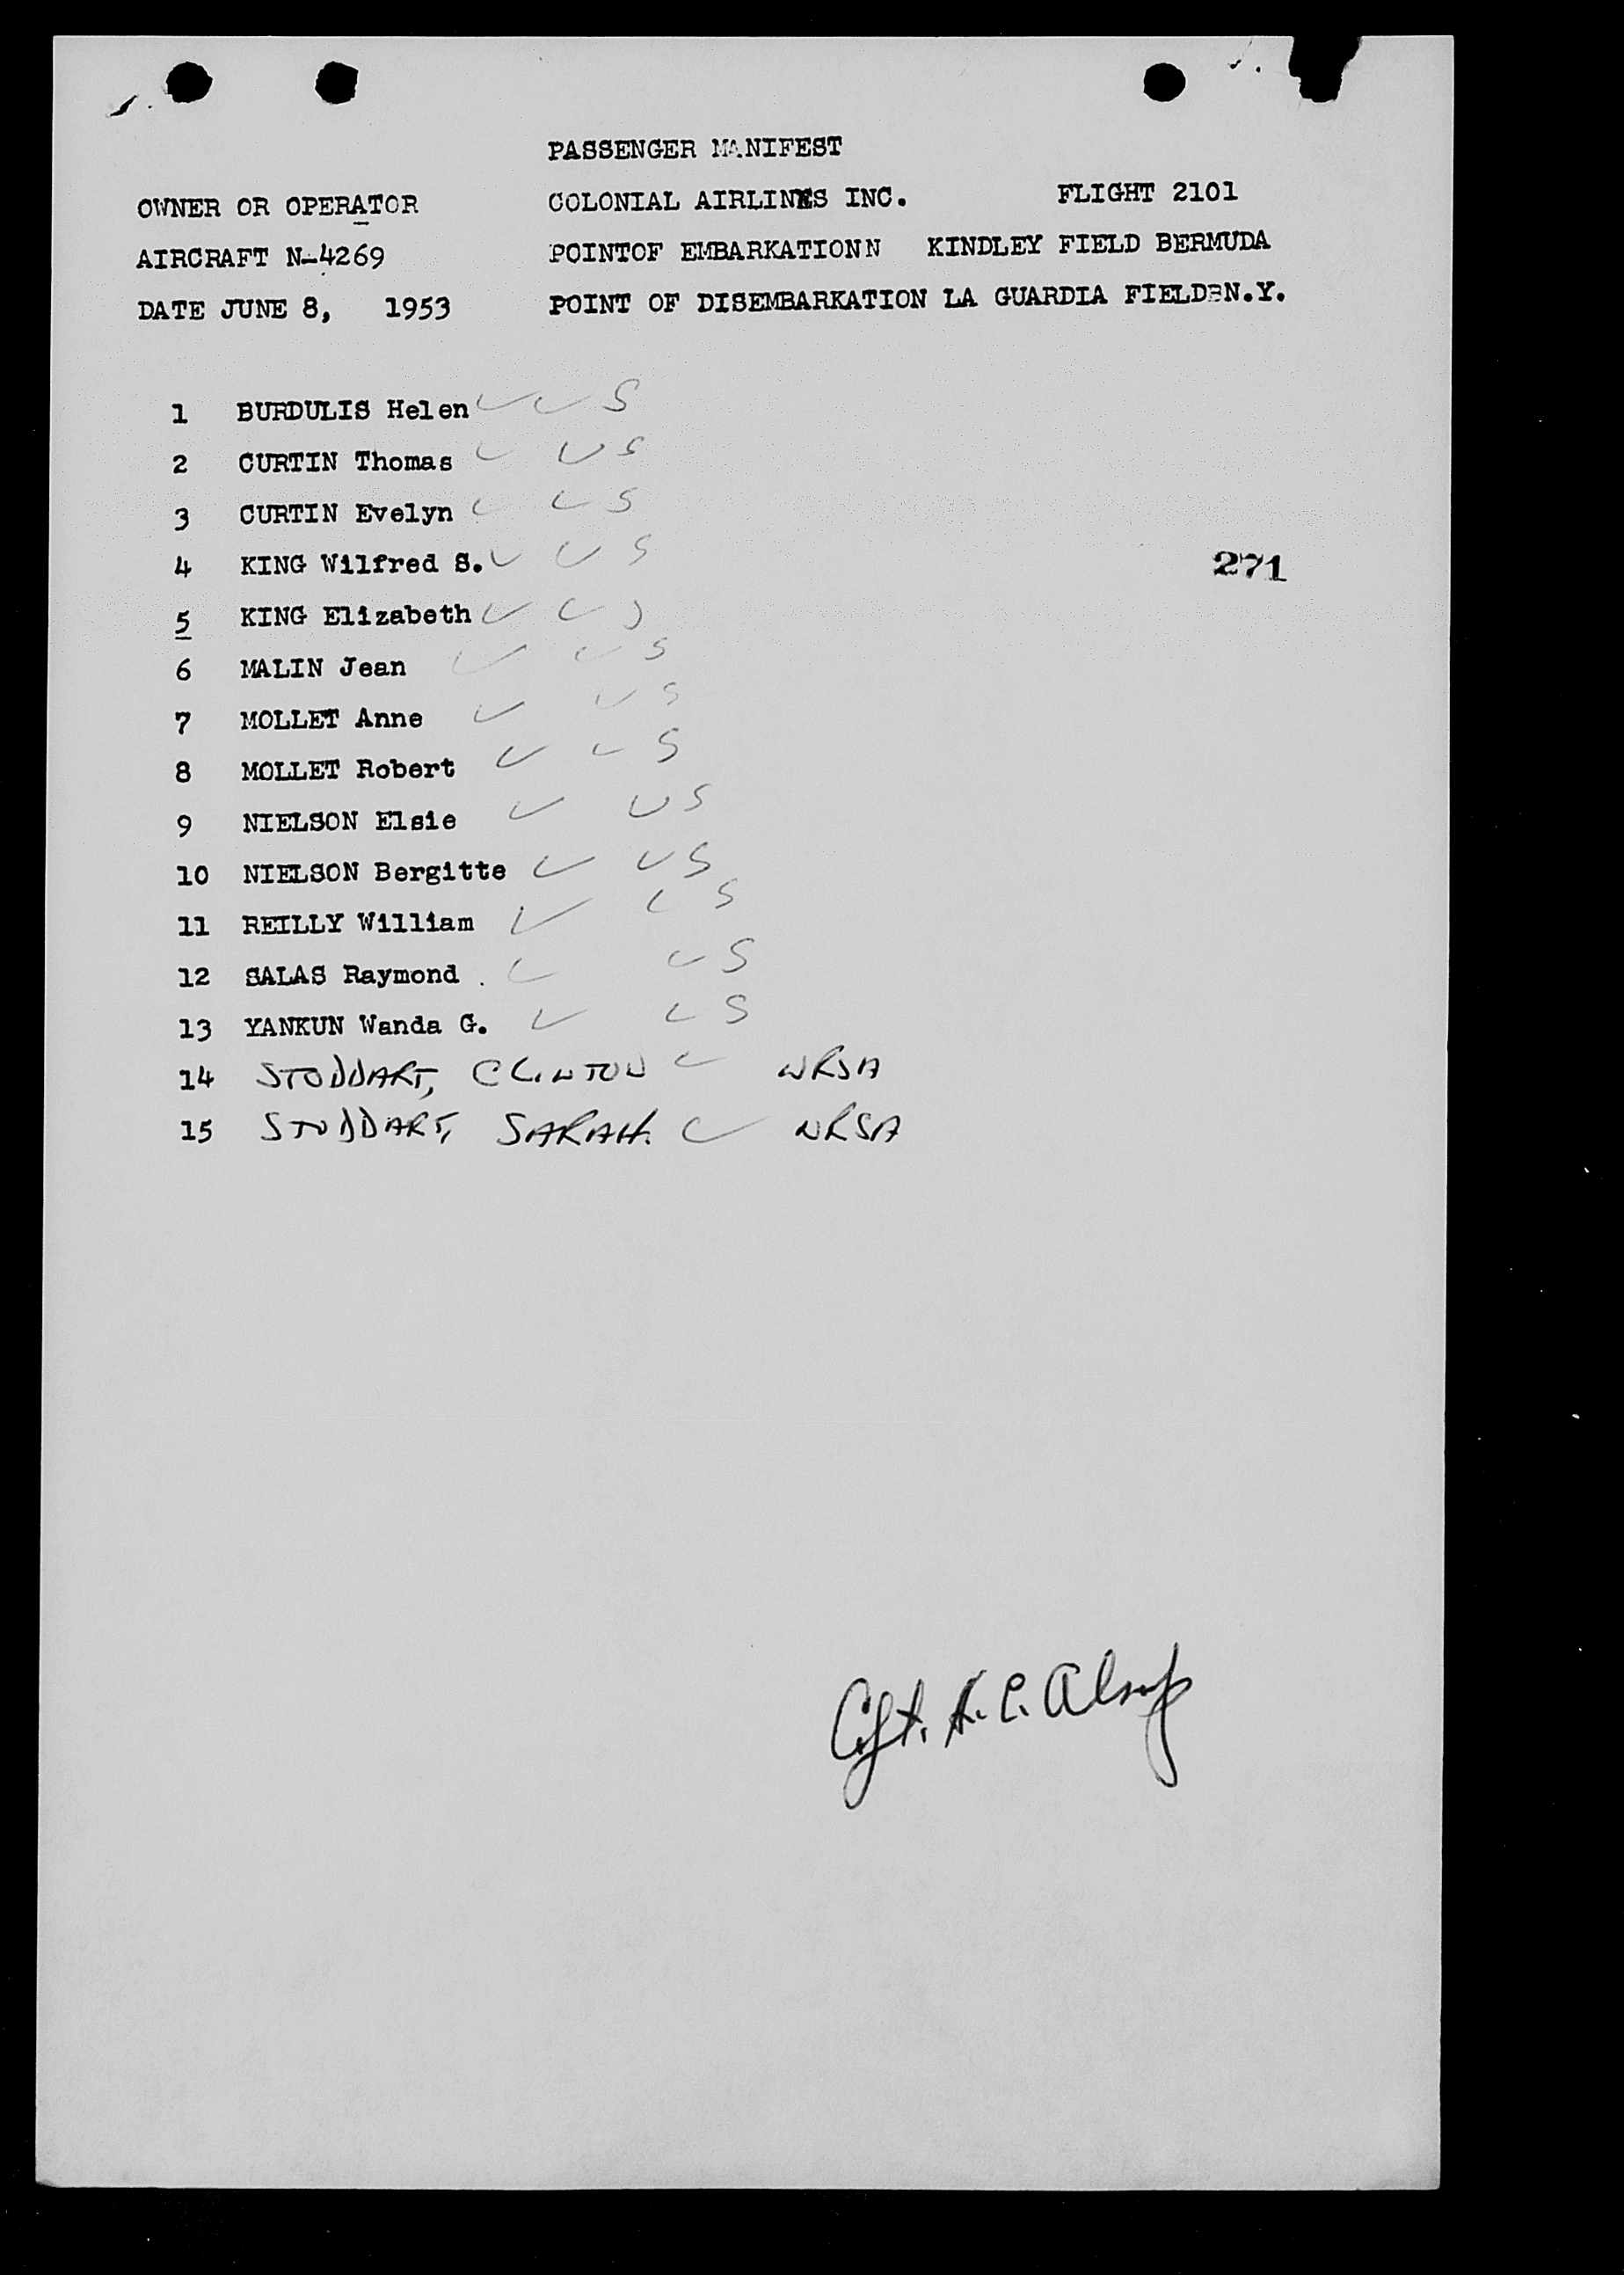 PASSENGER MANIFEST
OWNER OR OPERATOR COLONIAL AIRLINES INC. FLIGHT 2101
AIRCRAFT N-4269 POINTOF EMBARKATIONN KINDLEY FIELD BERMUDA
DATE JUNE 8, 1953 POINT OF DISEMBARKATION LA GUARDIA FIELD N.Y.
1 BURDULIS Helen ✓ US
2 CURTIN Thomas ✓ US
3 CURTIN Evelyn ✓ US
4 KING Wilfred S. ✓ US
271
5 KING Elizabeth ✓ US
6 MALIN Jean ✓ US
7 MOLLET Anne ✓ US
8 MOLLET Robert ✓ US
9 NIELSON Elsie ✓ US
10 NIELSON Bergitte ✓ US
11 REILLY William ✓ US
12 SALAS Raymond . ✓ US
13 YANKUN Wanda G. ✓ US
14 STODDART, CLINTON ✓ NRSA
15 STODDART, SARAH. ✓ NRSA